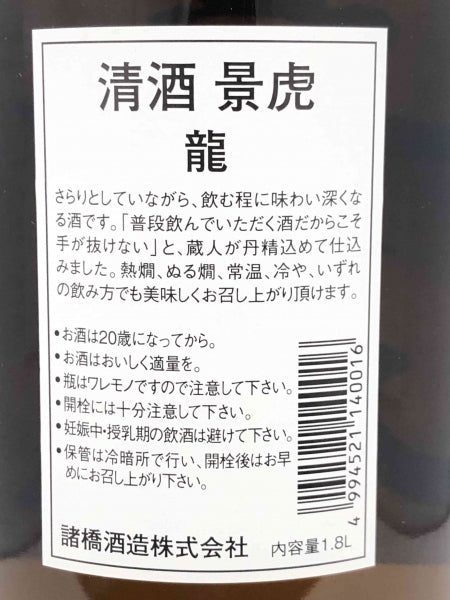 清酒 景虎
龍
さらりとしていながら、飲む程に味わい深くな
る酒です。「普段飲んでいただく酒だからこそ
手が抜けない」と、蔵人が丹精込めて仕込
みました。熱燗、ぬる燗、常温、冷や、いずれ
の飲み方でも美味しくお召し上がり頂けます。
•お酒は20歳になってから。
•お酒はおいしく適量を。
•瓶はワレモノですので注意して下さい。
•開栓には十分注意して下さい。
•妊娠中・授乳期の飲酒は避けて下さい。
•保管は冷暗所で行い、開栓後はお早
めにお召し上がり下さい。
4 994521 140016
諸橋酒造株式会社 内容量1.8L